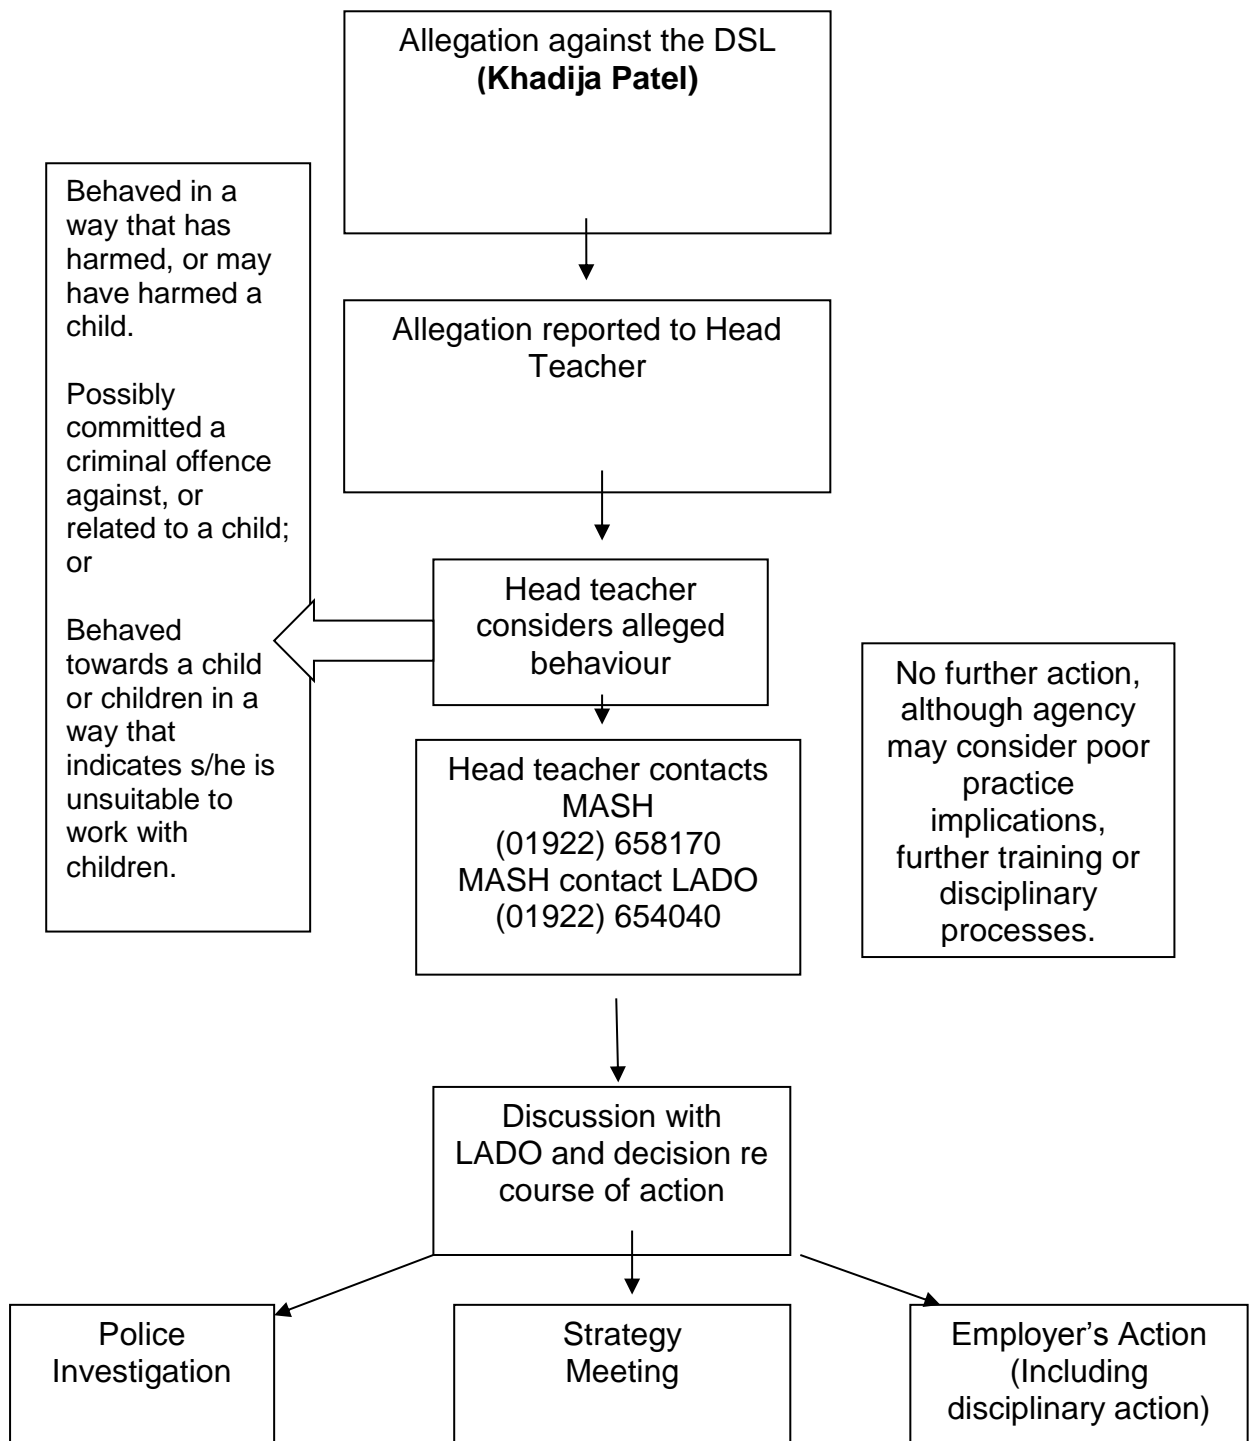 Allegation against the DSL
(Khadija Patel)
Allegation reported to Head
Teacher
Behaved in a
way that has
harmed, or may
have harmed a
child.
Possibly
committed a
criminal offence
against, or
related to a child;
or
Behaved
towards a child
or children in a
way that
indicates s/he is
unsuitable to
work with
children.
Head teacher
considers alleged
behaviour
No further action,
although agency
may consider poor
practice
implications,
further training or
disciplinary
processes.
Head teacher contacts
MASH
(01922) 658170
MASH contact LADO
(01922) 654040
Discussion with
LADO and decision re
course of action
Police
Investigation
Strategy
Meeting
Employer’s Action
(Including
disciplinary action)